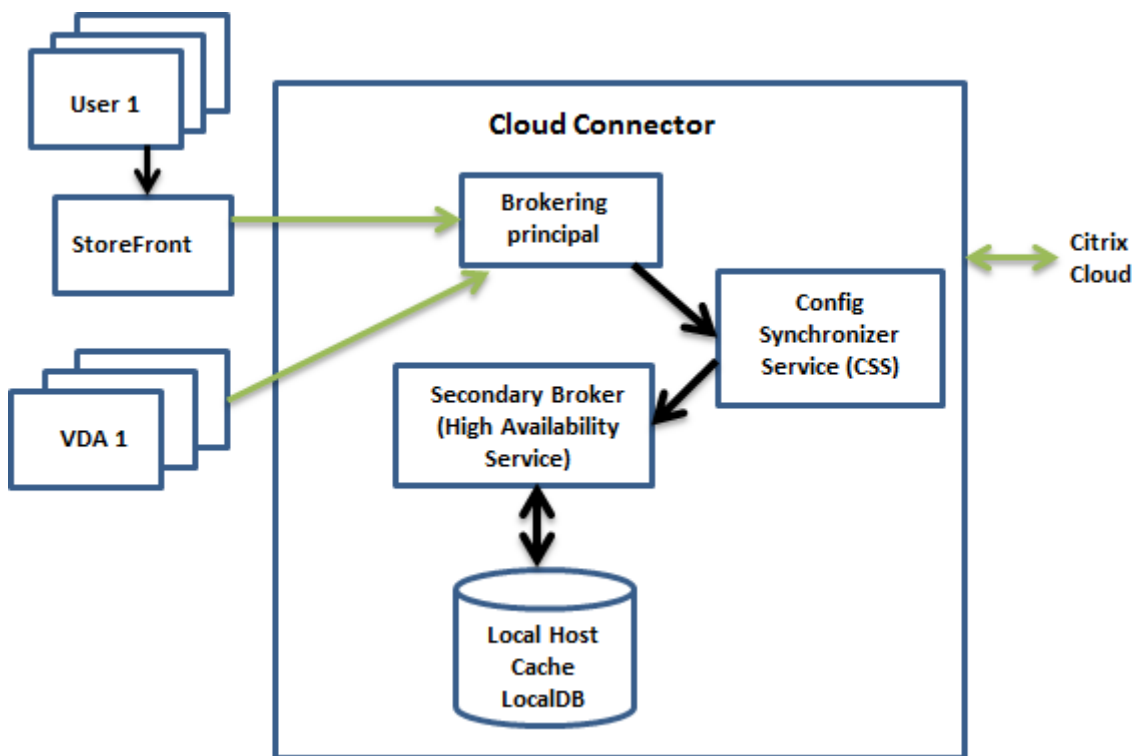 User 1
Cloud Connector
Brokering
principal
StoreFront
Citrix
Cloud
Config
Synchronizer
Service (CSS)
Secondary Broker
(High Availability
Service)
VDA 1
Local Host
Cache
LocalDB